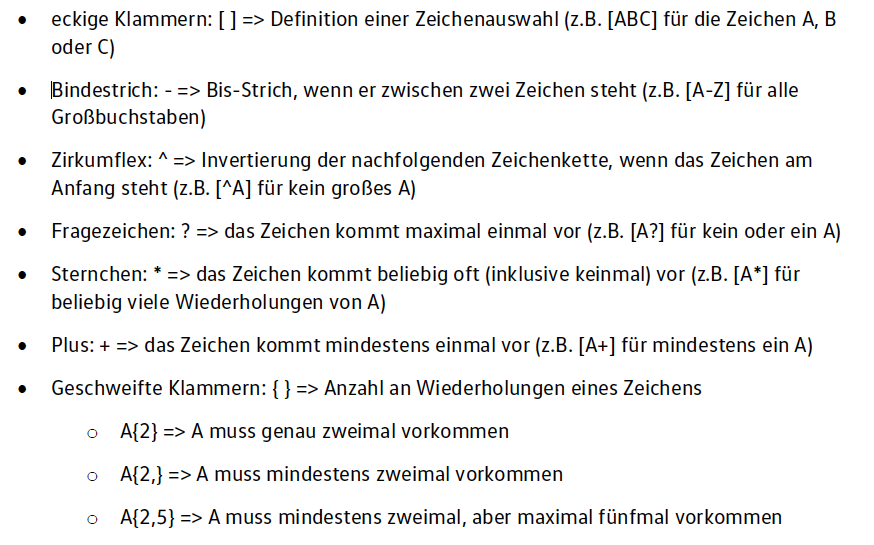 • eckige Klammern: [ ] => Definition einer Zeichenauswahl (z.B. [ABC] für die Zeichen A, B
oder C)
• Bindestrich: - => Bis-Strich, wenn er zwischen zwei Zeichen steht (z.B. [A-Z] für alle
Großbuchstaben)
• Zirkumflex: ^ => Invertierung der nachfolgenden Zeichenkette, wenn das Zeichen am
Anfang steht (z.B. [^A] für kein großes A)
• Fragezeichen: ? => das Zeichen kommt maximal einmal vor (z.B. [A?] für kein oder ein A)
• Sternchen: * => das Zeichen kommt beliebig oft (inklusive keinmal) vor (z.B. [A*] für
beliebig viele Wiederholungen von A)
• Plus: + => das Zeichen kommt mindestens einmal vor (z.B. [A+] für mindestens ein A)
• Geschweifte Klammern: { } => Anzahl an Wiederholungen eines Zeichens
○ A{2} => A muss genau zweimal vorkommen
○ A{2,} => A muss mindestens zweimal vorkommen
○ A{2,5} => A muss mindestens zweimal, aber maximal fünfmal vorkommen